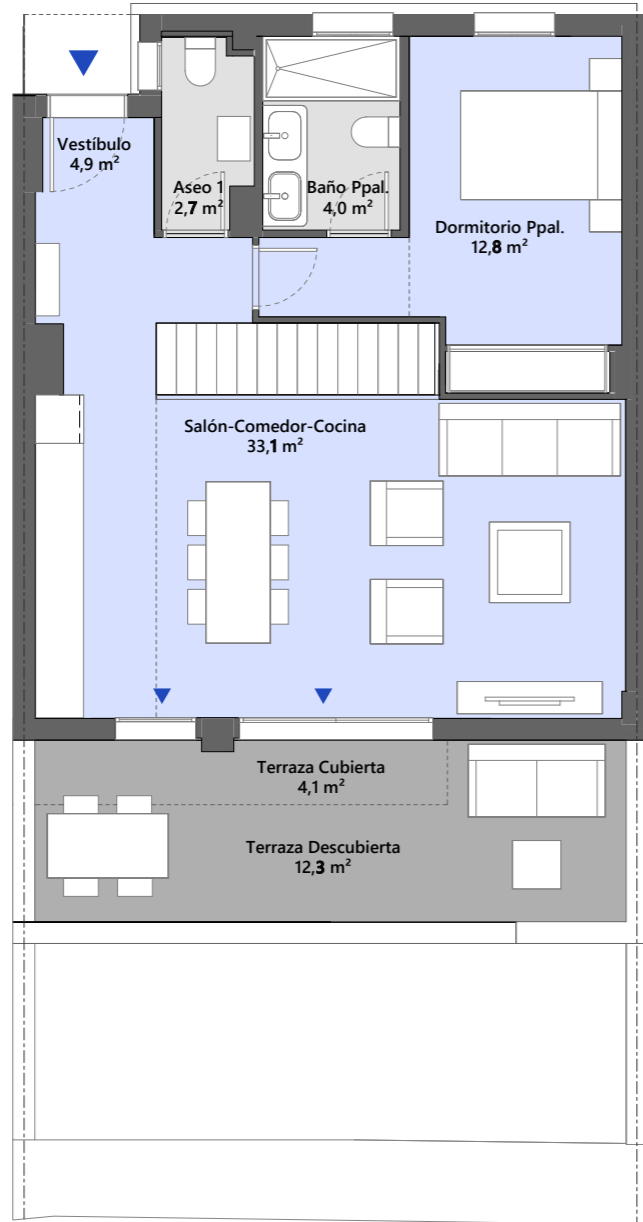 Vestíbulo
4,9 m²
Aseo 1
2,7 m²
Baño Ppal.
4,0 m²
Dormitorio Ppal.
12,8 m²
Salón-Comedor-Cocina
33,1 m²
Terraza Cubierta
4,1 m²
Terraza Descubierta
12,3 m²